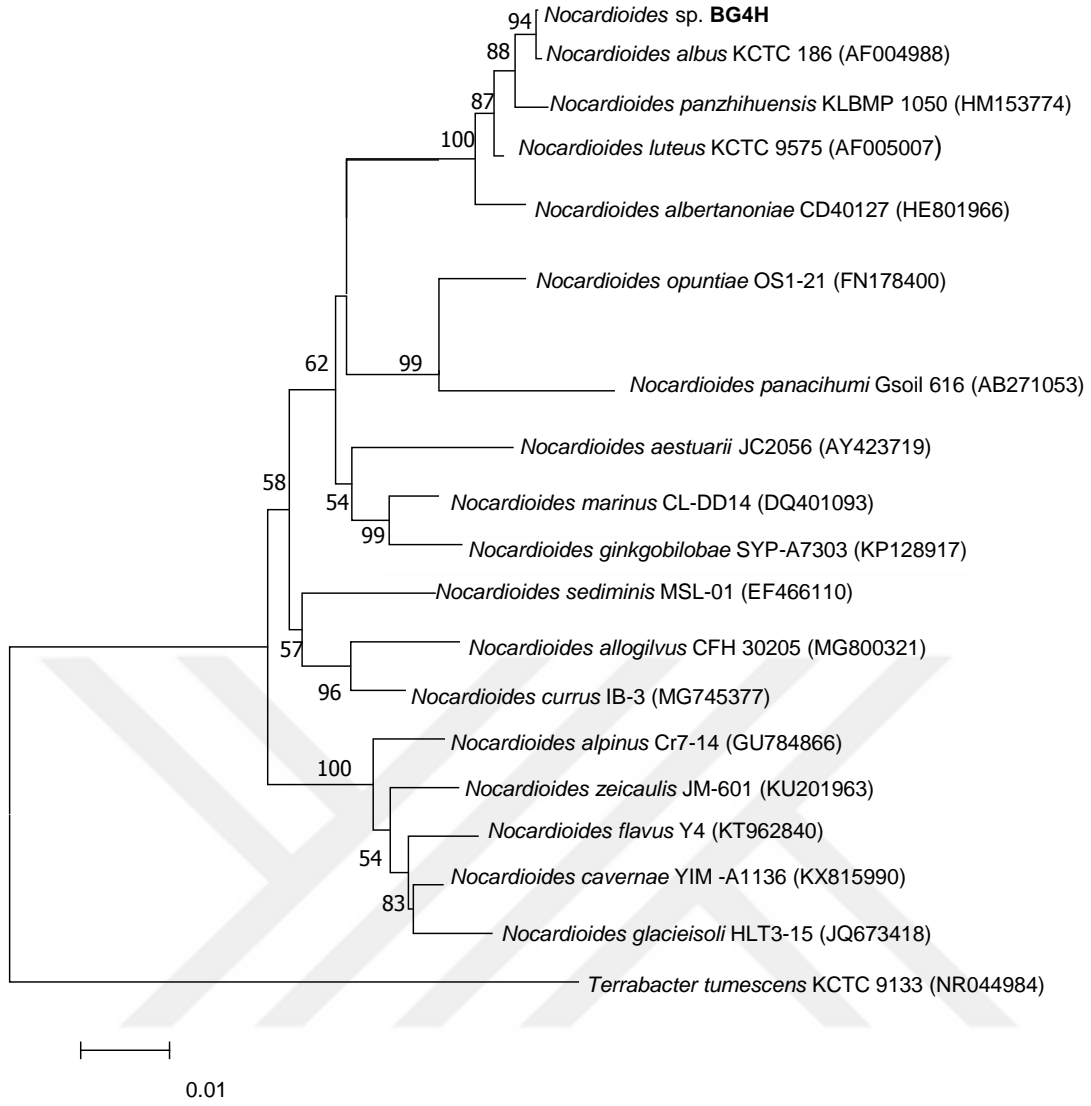 94
Nocardioides sp. BG4H
88
Nocardioides albus KCTC 186 (AF004988)
87
Nocardioides panzhihuensis KLBMP 1050 (HM153774)
100
Nocardioides luteus KCTC 9575 (AF005007)
Nocardioides albertanoniae CD40127 (HE801966)
Nocardioides opuntiae OS1-21 (FN178400)
62
99
Nocardioides panacihumi Gsoil 616 (AB271053)
Nocardioides aestuarii JC2056 (AY423719)
58
54
Nocardioides marinus CL-DD14 (DQ401093)
99
Nocardioides ginkgobilobae SYP-A7303 (KP128917)
Nocardioides sediminis MSL-01 (EF466110)
57
Nocardioides allogilvus CFH 30205 (MG800321)
96
Nocardioides currus IB-3 (MG745377)
Nocardioides alpinus Cr7-14 (GU784866)
100
Nocardioides zeicaulis JM-601 (KU201963)
Nocardioides flavus Y4 (KT962840)
54
Nocardioides cavernae YIM -A1136 (KX815990)
83
Nocardioides glacieisoli HLT3-15 (JQ673418)
Terrabacter tumescens KCTC 9133 (NR044984)
0.01